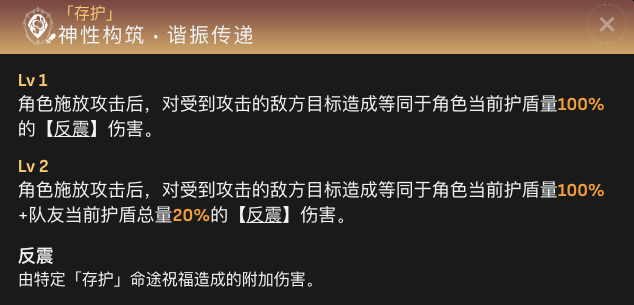 「存护」
神性构筑·谐振传递
Lv 1
角色施放攻击后，对受到攻击的敌方目标造成等同于角色当前护盾量100%
的【反震】伤害。
Lv 2
角色施放攻击后，对受到攻击的敌方目标造成等同于角色当前护盾量100%
+队友当前护盾总量20%的【反震】伤害。
反震
由特定「存护」命途祝福造成的附加伤害。